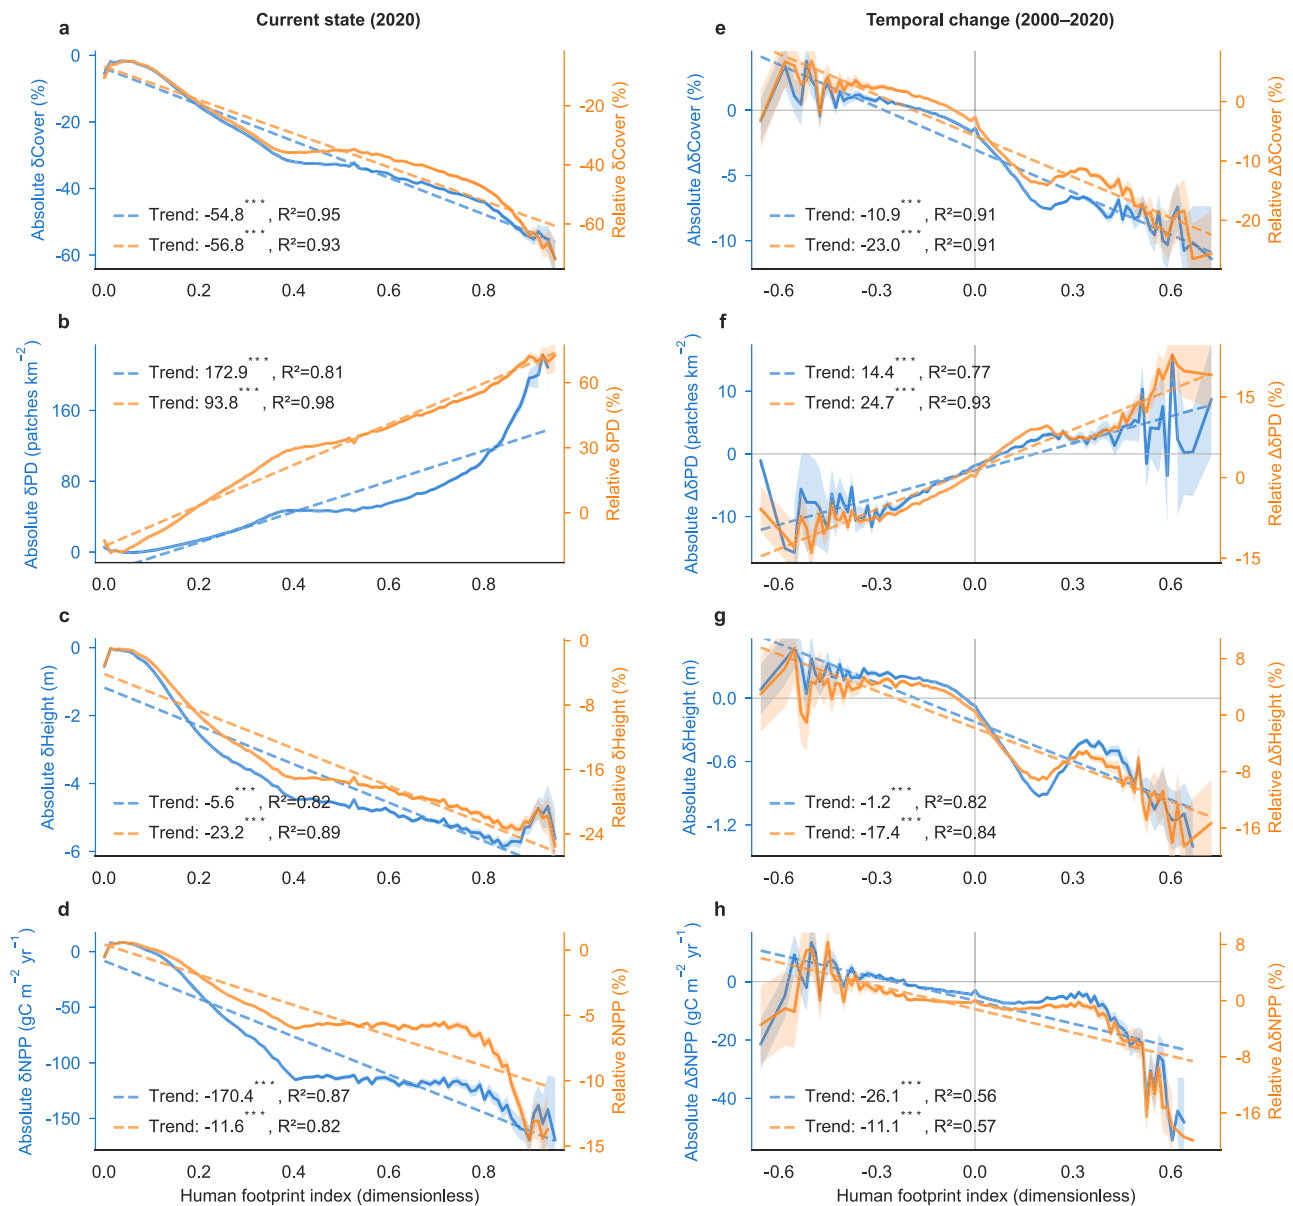 Current state (2020)
Temporal change (2000–2020)
a
Absolute δCover (%)
0
-20
-40
-60
Trend: -54.8***, R²=0.95
Trend: -56.8***, R²=0.93
-20
-40
-60
Relative δCover (%)
0.0 0.2 0.4 0.6 0.8
e
Absolute ΔδCover (%)
0
-5
-10
Trend: -10.9***, R²=0.91
Trend: -23.0***, R²=0.91
0
-10
-20
Relative ΔδCover (%)
-0.6 -0.3 0.0 0.3 0.6
b
Absolute δPD (patches km⁻²)
160
80
0
Trend: 172.9***, R²=0.81
Trend: 93.8***, R²=0.98
60
30
0
Relative δPD (%)
0.0 0.2 0.4 0.6 0.8
f
Absolute ΔδPD (patches km⁻²)
10
0
-10
Trend: 14.4***, R²=0.77
Trend: 24.7***, R²=0.93
15
0
-15
Relative ΔδPD (%)
-0.6 -0.3 0.0 0.3 0.6
c
Absolute δHeight (m)
0
-2
-4
-6
Trend: -5.6***, R²=0.82
Trend: -23.2***, R²=0.89
0
-8
-16
-24
Relative δHeight (%)
0.0 0.2 0.4 0.6 0.8
g
Absolute ΔδHeight (m)
0.0
-0.6
-1.2
Trend: -1.2***, R²=0.82
Trend: -17.4***, R²=0.84
8
0
-8
-16
Relative ΔδHeight (%)
-0.6 -0.3 0.0 0.3 0.6
d
Absolute δNPP (gC m⁻² yr⁻¹)
0
-50
-100
-150
Trend: -170.4***, R²=0.87
Trend: -11.6***, R²=0.82
0
-5
-10
-15
Relative δNPP (%)
0.0 0.2 0.4 0.6 0.8
Human footprint index (dimensionless)
h
Absolute ΔδNPP (gC m⁻² yr⁻¹)
0
-20
-40
Trend: -26.1***, R²=0.56
Trend: -11.1***, R²=0.57
8
0
-8
-16
Relative ΔδNPP (%)
-0.6 -0.3 0.0 0.3 0.6
Human footprint index (dimensionless)